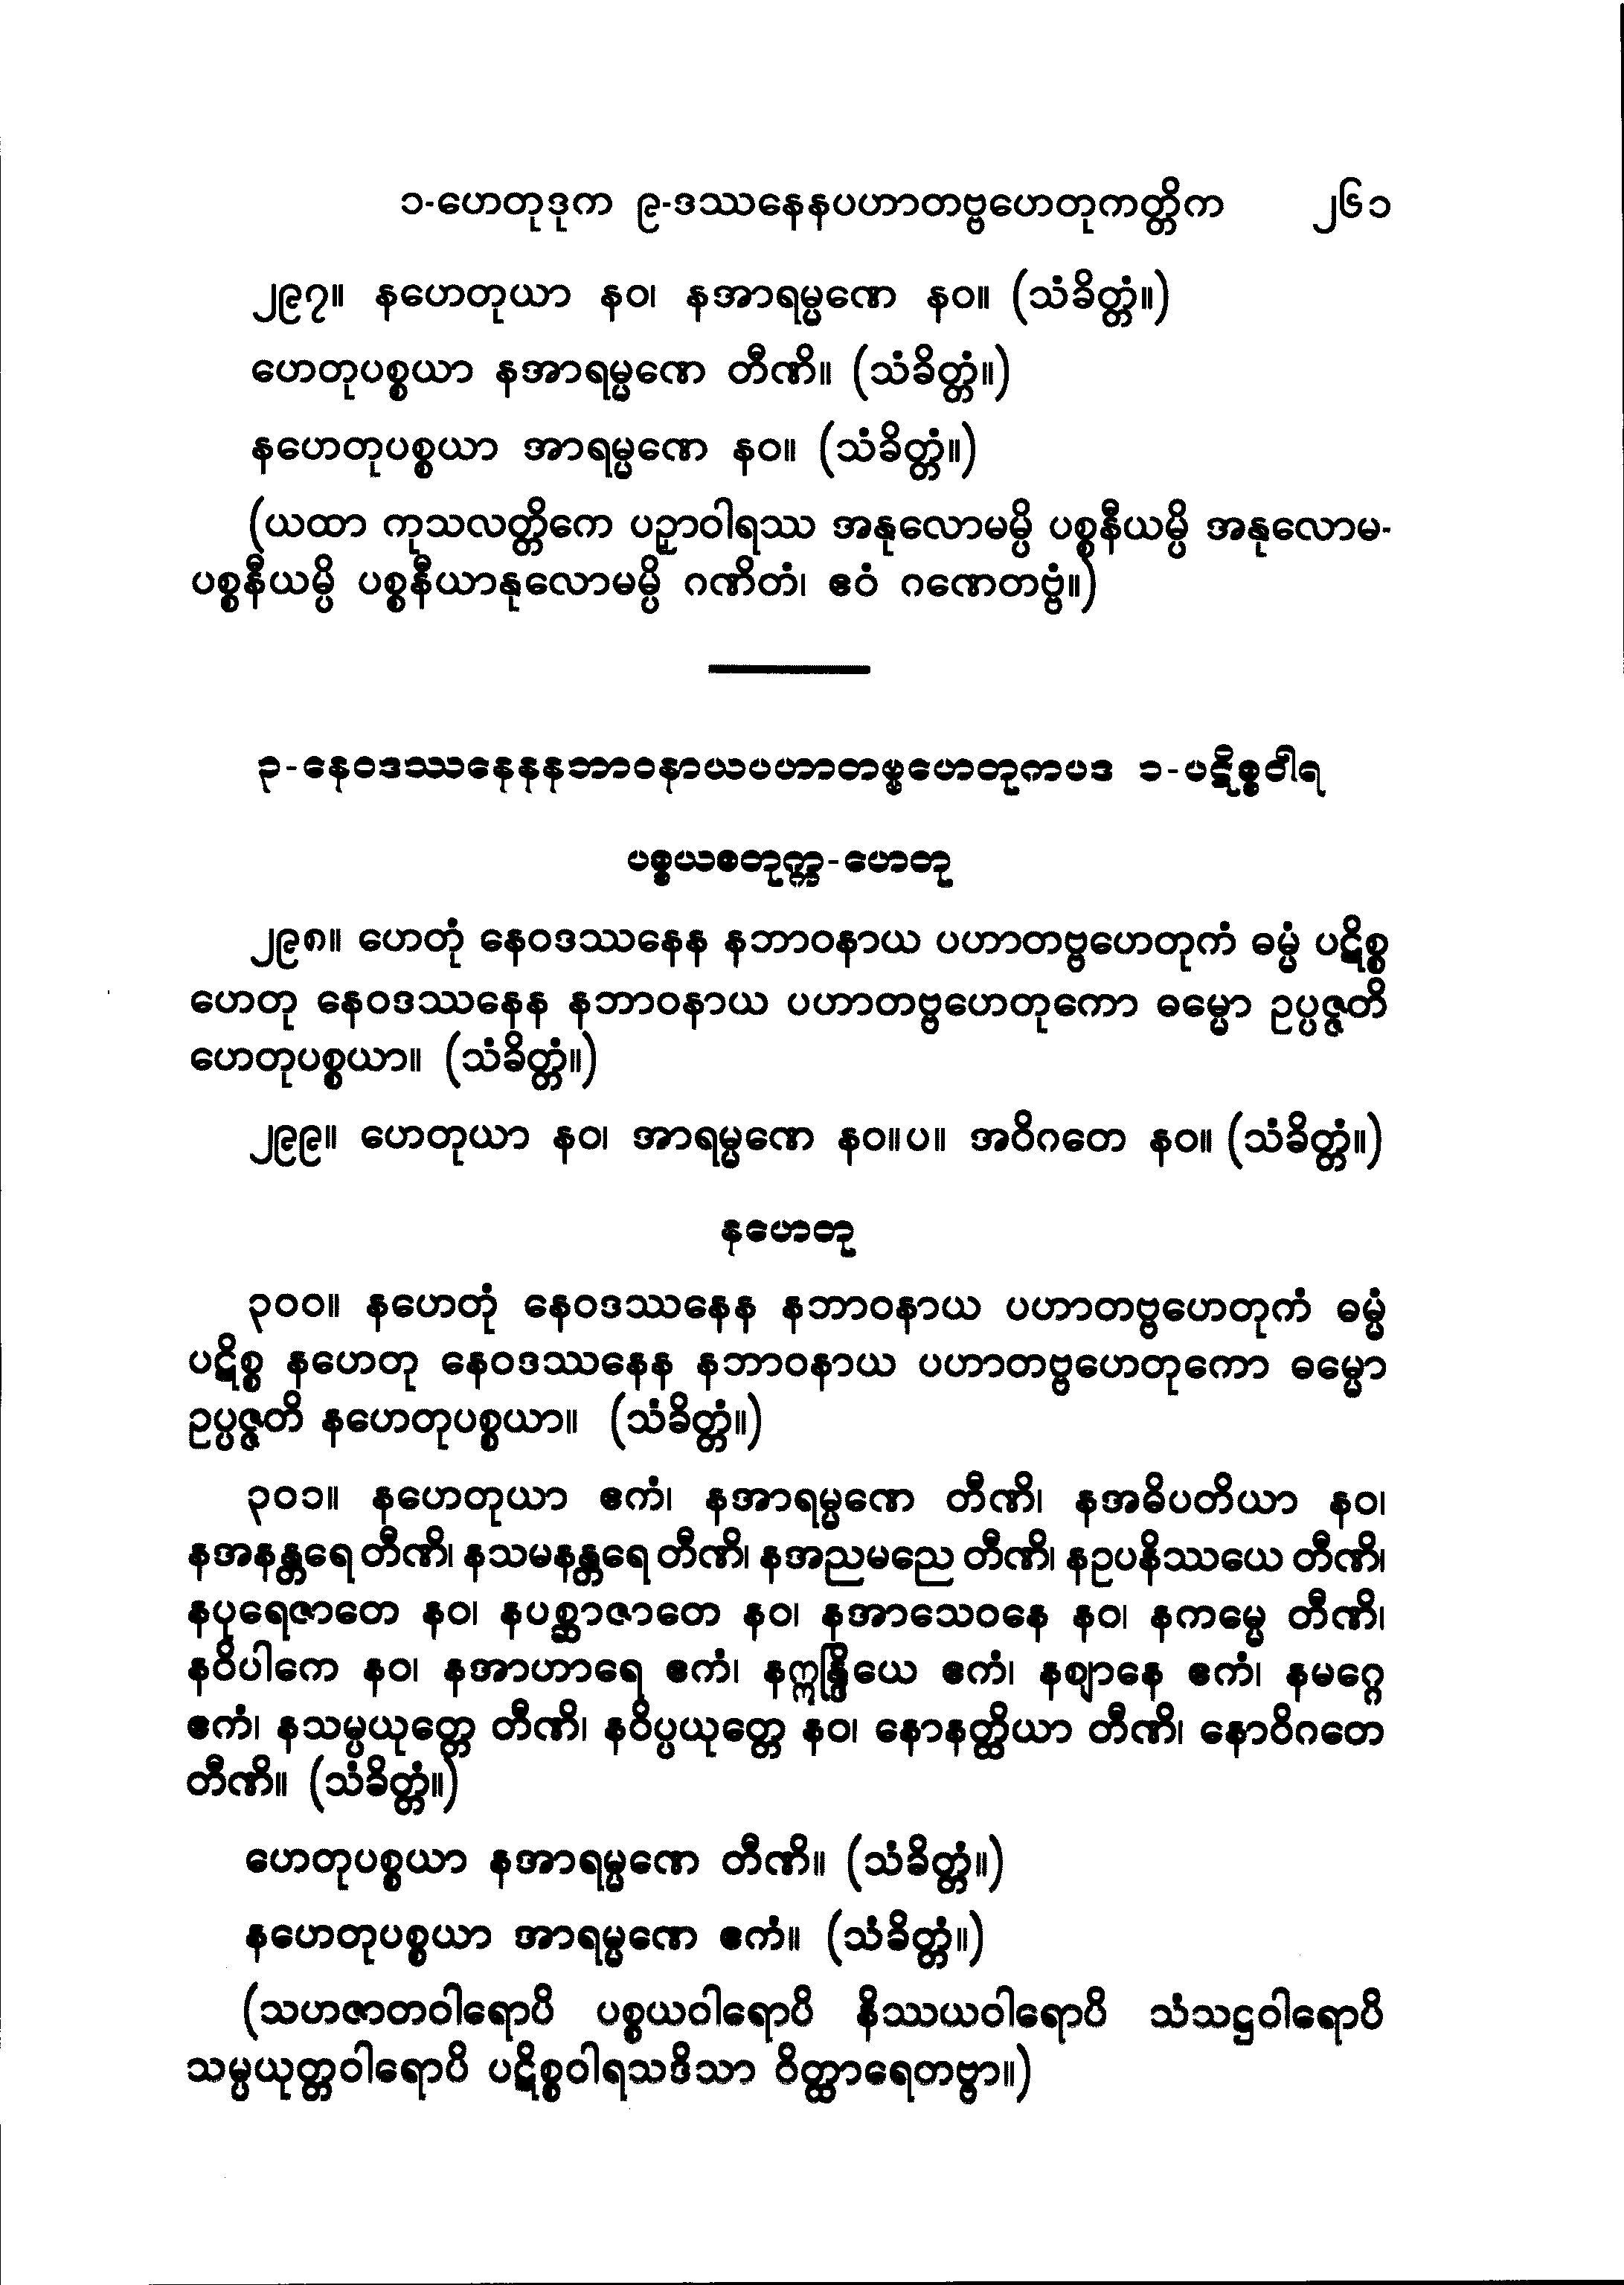 ၁-ဟေတုဒုက ၉-ဒဿနေနပဟာတဗ္ဗဟေတုကတ္တိက ၂၆၁
၂၉၇။ နဟေတုယာ နဝ၊ နအာရမ္မဏေ နဝ။ (သံခိတ္တံ။)
ဟေတုပစ္စယာ နအာရမ္မဏေ တီဏိ။ (သံခိတ္တံ။)
နဟေတုပစ္စယာ အာရမ္မဏေ နဝ။ (သံခိတ္တံ။)
(ယထာ ကုသလတ္တိကေ ပဉှာဝါရဿ အနုလောမမ္ပိ ပစ္စနီယမ္ပိ အနုလောမ-
ပစ္စနီယမ္ပိ ပစ္စနီယာနုလောမမ္ပိ ဂဏိတံ၊ ဧဝံ ဂဏေတဗ္ဗံ။)
၃-နေဝဒဿနေနနဘာဝနာယပဟာတဗ္ဗဟေတုကပဒ ၁-ပဋိစ္စဝါရ
ပစ္စယစတုက္က-ဟေတု
၂၉၈။ ဟေတုံ နေဝဒဿနေန နဘာဝနာယ ပဟာတဗ္ဗဟေတုကံ ဓမ္မံ ပဋိစ္စ
ဟေတု နေဝဒဿနေန နဘာဝနာယ ပဟာတဗ္ဗဟေတုကော ဓမ္မော ဥပ္ပဇ္ဇတိ
ဟေတုပစ္စယာ။ (သံခိတ္တံ။)
၂၉၉။ ဟေတုယာ နဝ၊ အာရမ္မဏေ နဝ။ပ။ အဝိဂတေ နဝ။ (သံခိတ္တံ။)
နဟေတု
၃၀၀။ နဟေတုံ နေဝဒဿနေန နဘာဝနာယ ပဟာတဗ္ဗဟေတုကံ ဓမ္မံ
ပဋိစ္စ နဟေတု နေဝဒဿနေန နဘာဝနာယ ပဟာတဗ္ဗဟေတုကော ဓမ္မော
ဥပ္ပဇ္ဇတိ နဟေတုပစ္စယာ။ (သံခိတ္တံ။)
၃၀၁။ နဟေတုယာ ဧကံ၊ နအာရမ္မဏေ တီဏိ၊ နအဓိပတိယာ နဝ၊
နအနန္တရေ တီဏိ၊ နသမနန္တရေ တီဏိ၊ နအညမညေ တီဏိ၊ နဥပနိဿယေ တီဏိ၊
နပုရေဇာတေ နဝ၊ နပစ္ဆာဇာတေ နဝ၊ နအာသေဝနေ နဝ၊ နကမ္မေ တီဏိ၊
နဝိပါကေ နဝ၊ နအာဟာရေ ဧကံ၊ နဣန္ဒြိယေ ဧကံ၊ နဈာနေ ဧကံ၊ နမဂ္ဂေ
ဧကံ၊ နသမ္ပယုတ္တေ တီဏိ၊ နဝိပ္ပယုတ္တေ နဝ၊ နောနတ္ထိယာ တီဏိ၊ နောဝိဂတေ
တီဏိ။ (သံခိတ္တံ။)
ဟေတုပစ္စယာ နအာရမ္မဏေ တီဏိ။ (သံခိတ္တံ။)
နဟေတုပစ္စယာ အာရမ္မဏေ ဧကံ။ (သံခိတ္တံ။)
(သဟဇာတဝါရောပိ ပစ္စယဝါရောပိ နိဿယဝါရောပိ သံသဋ္ဌဝါရောပိ
သမ္ပယုတ္တဝါရောပိ ပဋိစ္စဝါရသဒိသာ ဝိတ္ထာရေတဗ္ဗာ။)